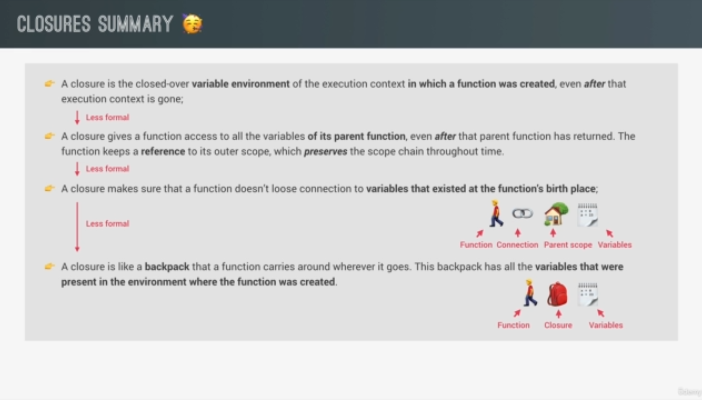 CLOSURES SUMMARY 🥳
👉 A closure is the closed-over variable environment of the execution context in which a function was created, even after that
execution context is gone;
Less formal
👉 A closure gives a function access to all the variables of its parent function, even after that parent function has returned. The
function keeps a reference to its outer scope, which preserves the scope chain throughout time.
Less formal
👉 A closure makes sure that a function doesn't loose connection to variables that existed at the function's birth place;
Less formal
Function Connection Parent scope Variables
👉 A closure is like a backpack that a function carries around wherever it goes. This backpack has all the variables that were
present in the environment where the function was created.
Function Closure Variables
Udemy